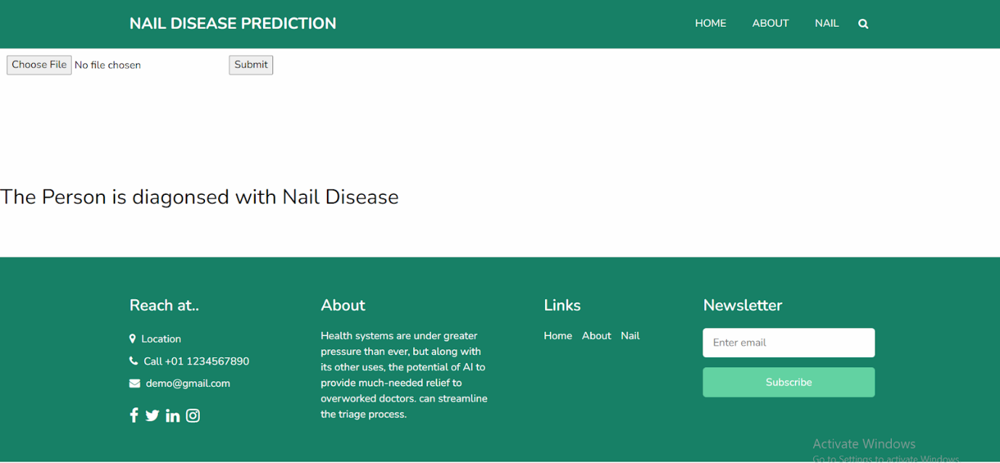 NAIL DISEASE PREDICTION
HOME ABOUT NAIL
Choose File No file chosen Submit
The Person is diagonsed with Nail Disease
Reach at..
Location
Call +01 1234567890
demo@gmail.com
About
Health systems are under greater
pressure than ever, but along with
its other uses, the potential of AI to
provide much-needed relief to
overworked doctors. can streamline
the triage process.
Links
Home About Nail
Newsletter
Enter email
Subscribe
Activate Windows
Go to Settings to activate Windows.